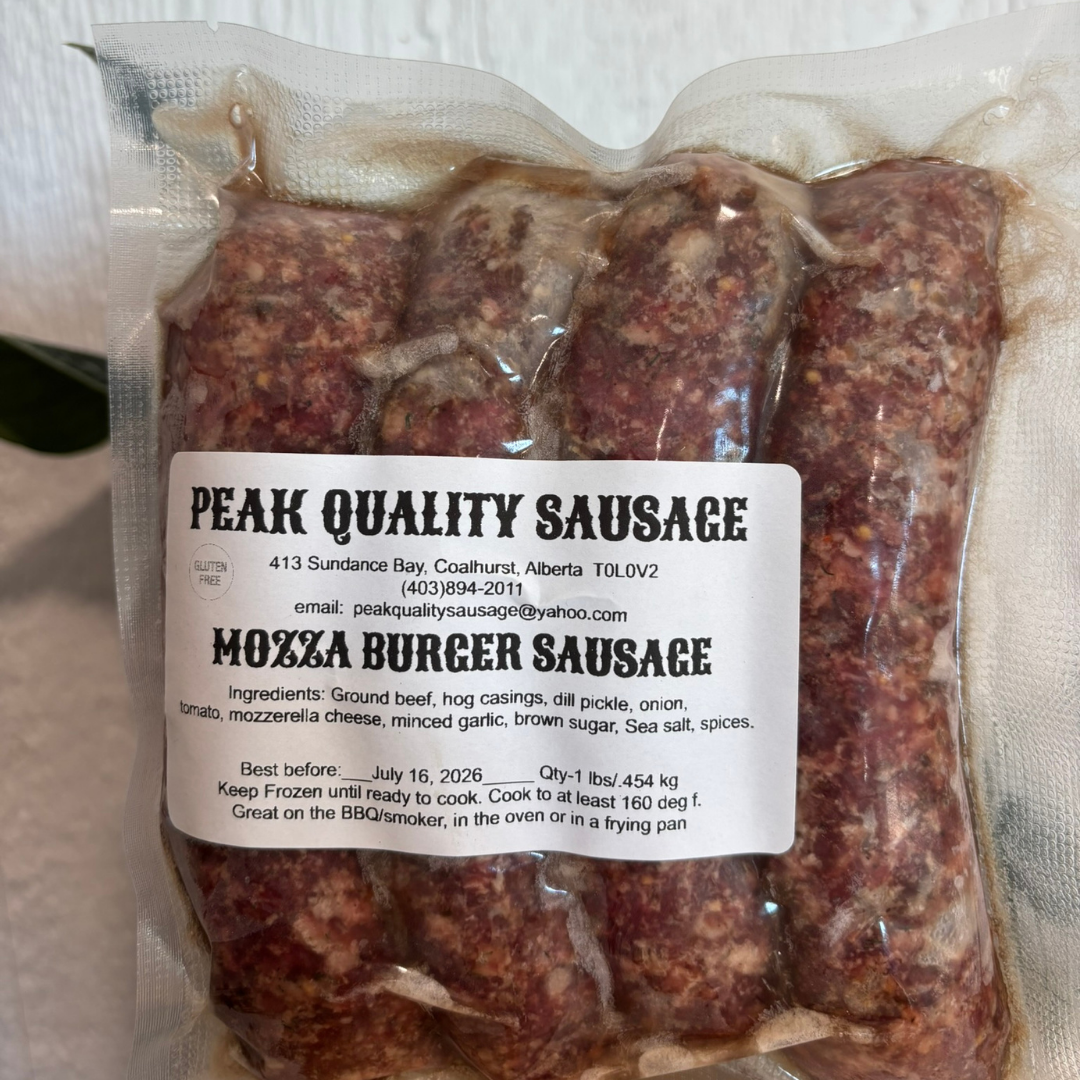 PEAK QUALITY SAUSAGE
GLUTEN
FREE
413 Sundance Bay, Coalhurst, Alberta T0L0V2
(403)894-2011
email: peakqualitysausage@yahoo.com
MOZZA BURGER SAUSAGE
Ingredients: Ground beef, hog casings, dill pickle, onion,
tomato, mozzerella cheese, minced garlic, brown sugar, Sea salt, spices.
Best before:___July 16, 2026_____ Qty-1 lbs/.454 kg
Keep Frozen until ready to cook. Cook to at least 160 deg f.
Great on the BBQ/smoker, in the oven or in a frying pan